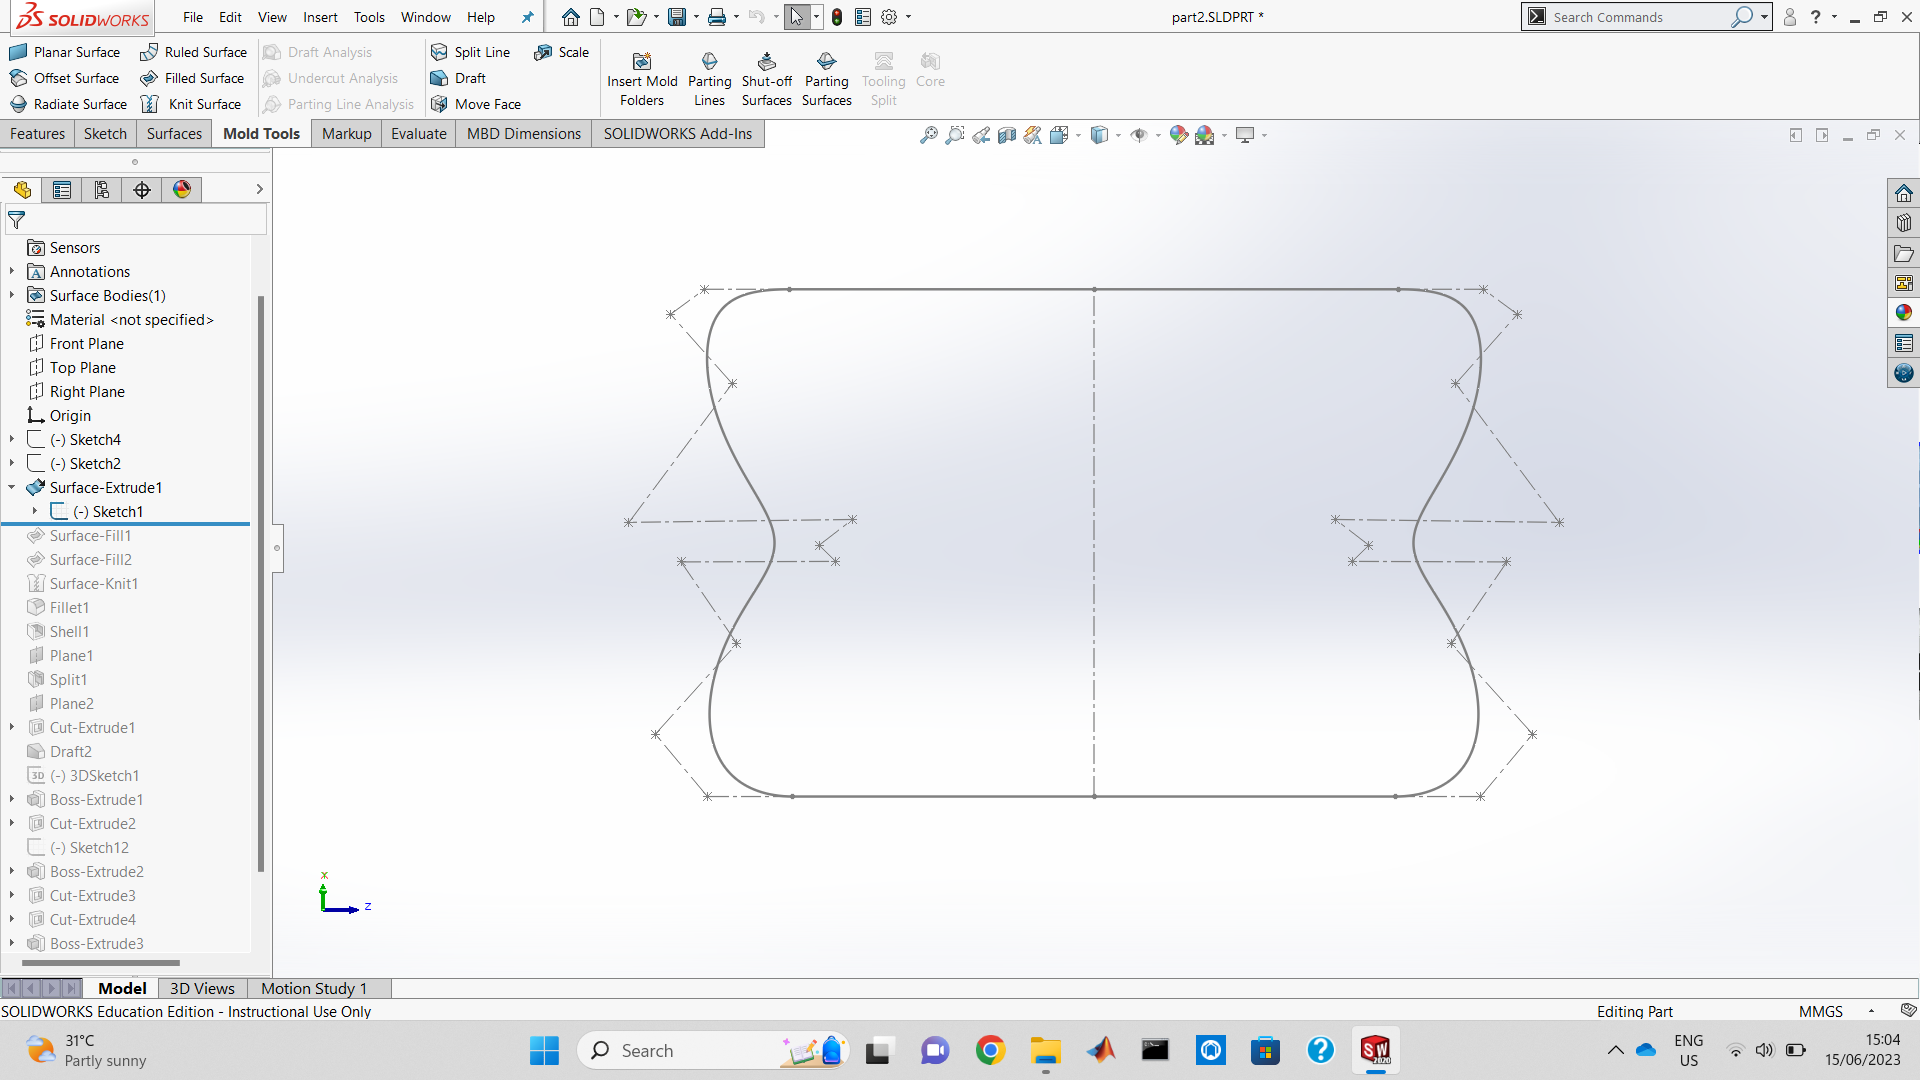 SOLIDWORKS File Edit View Insert Tools Window Help part2.SLDPRT * Search Commands ?
Planar Surface Ruled Surface Draft Analysis Split Line Scale
Offset Surface Filled Surface Undercut Analysis Draft
Radiate Surface Knit Surface Parting Line Analysis Move Face
Insert Mold Folders Parting Lines Shut-off Surfaces Parting Surfaces Tooling Split Core
Features Sketch Surfaces Mold Tools Markup Evaluate MBD Dimensions SOLIDWORKS Add-Ins
Sensors
Annotations
Surface Bodies(1)
Material <not specified>
Front Plane
Top Plane
Right Plane
Origin
(-) Sketch4
(-) Sketch2
Surface-Extrude1
(-) Sketch1
Surface-Fill1
Surface-Fill2
Surface-Knit1
Fillet1
Shell1
Plane1
Split1
Plane2
Cut-Extrude1
Draft2
(-) 3DSketch1
Boss-Extrude1
Cut-Extrude2
(-) Sketch12
Boss-Extrude2
Cut-Extrude3
Cut-Extrude4
Boss-Extrude3
Z
Model 3D Views Motion Study 1
SOLIDWORKS Education Edition - Instructional Use Only Editing Part MMGS
31°C
Partly sunny
Search
SW
2020
ENG
US
15:04
15/06/2023